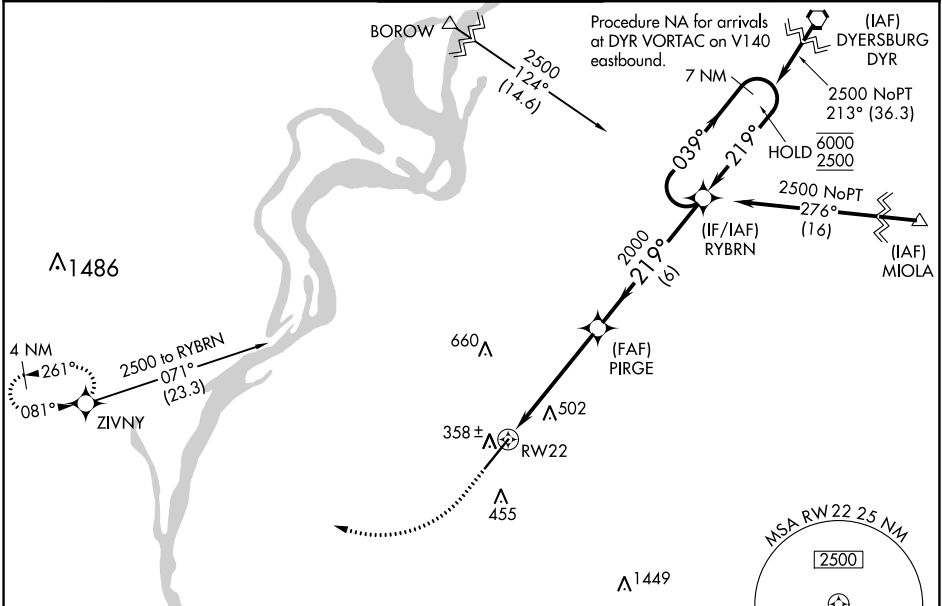 BOROW
2500
124°
(14.6)
Procedure NA for arrivals
at DYR VORTAC on V140
eastbound.
(IAF)
DYERSBURG
DYR
2500 NoPT
213° (36.3)
7 NM
HOLD 6000
2500
039°
219°
2500 NoPT
276°
(16)
(IAF)
MIOLA
(IF/IAF)
RYBRN
2000
219°
(6)
1486
(FAF)
PIRGE
660
4 NM
261°
081°
ZIVNY
2500 to RYBRN
071°
(23.3)
502
358 ±
RW22
455
1449
MSA RW 22 25 NM
2500